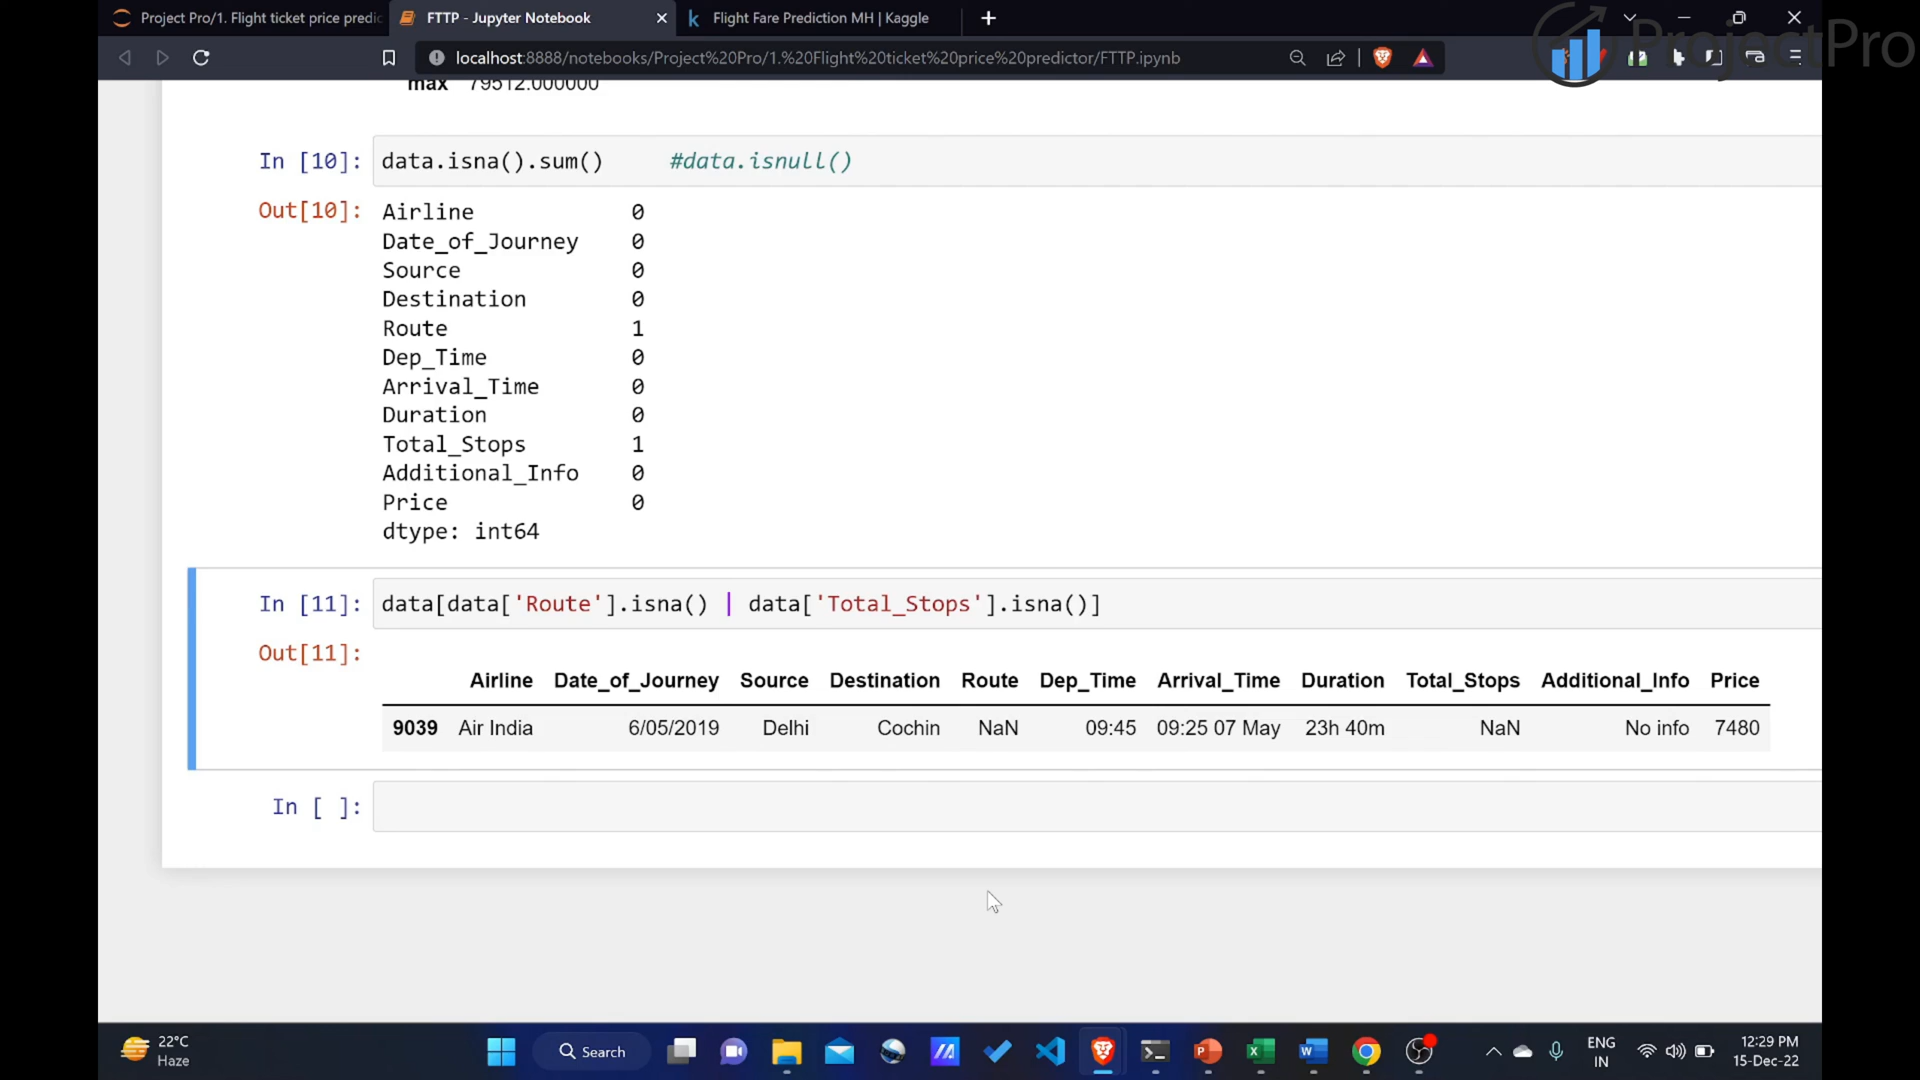 Project Pro/1. Flight ticket price predic
FTTP - Jupyter Notebook
Flight Fare Prediction MH | Kaggle
ProjectPro
localhost:8888/notebooks/Project%20Pro/1.%20Flight%20ticket%20price%20predictor/FTTP.ipynb
max 79512.000000
In [10]: data.isna().sum() #data.isnull()
Out[10]: Airline 0
Date_of_Journey 0
Source 0
Destination 0
Route 1
Dep_Time 0
Arrival_Time 0
Duration 0
Total_Stops 1
Additional_Info 0
Price 0
dtype: int64
In [11]: data[data['Route'].isna() | data['Total_Stops'].isna()]
Out[11]:
Airline Date_of_Journey Source Destination Route Dep_Time Arrival_Time Duration Total_Stops Additional_Info Price
9039 Air India 6/05/2019 Delhi Cochin NaN 09:45 09:25 07 May 23h 40m NaN No info 7480
In [ ]:
22°C
Haze
Search
ENG
IN
12:29 PM
15-Dec-22